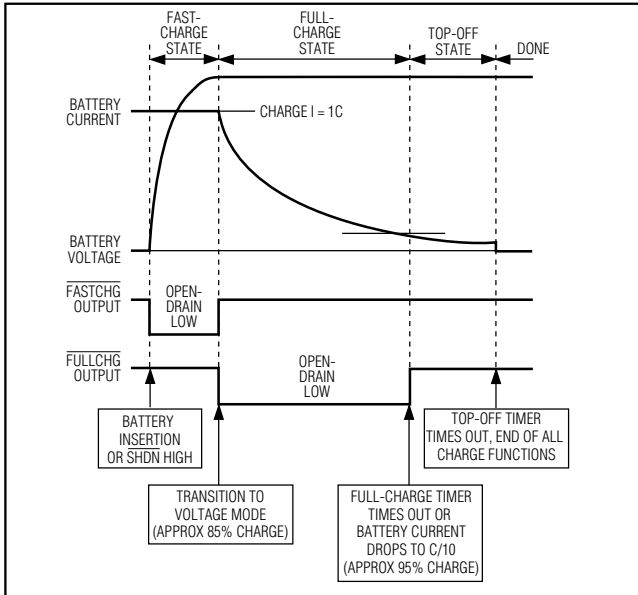 FAST-
CHARGE
STATE
FULL-
CHARGE
STATE
TOP-OFF
STATE
DONE
BATTERY
CURRENT
CHARGE I = 1C
BATTERY
VOLTAGE
FASTCHG
OUTPUT
OPEN-
DRAIN
LOW
FULLCHG
OUTPUT
OPEN-
DRAIN
LOW
BATTERY
INSERTION
OR SHDN HIGH
TOP-OFF TIMER
TIMES OUT, END OF ALL
CHARGE FUNCTIONS
TRANSITION TO
VOLTAGE MODE
(APPROX 85% CHARGE)
FULL-CHARGE TIMER
TIMES OUT OR
BATTERY CURRENT
DROPS TO C/10
(APPROX 95% CHARGE)